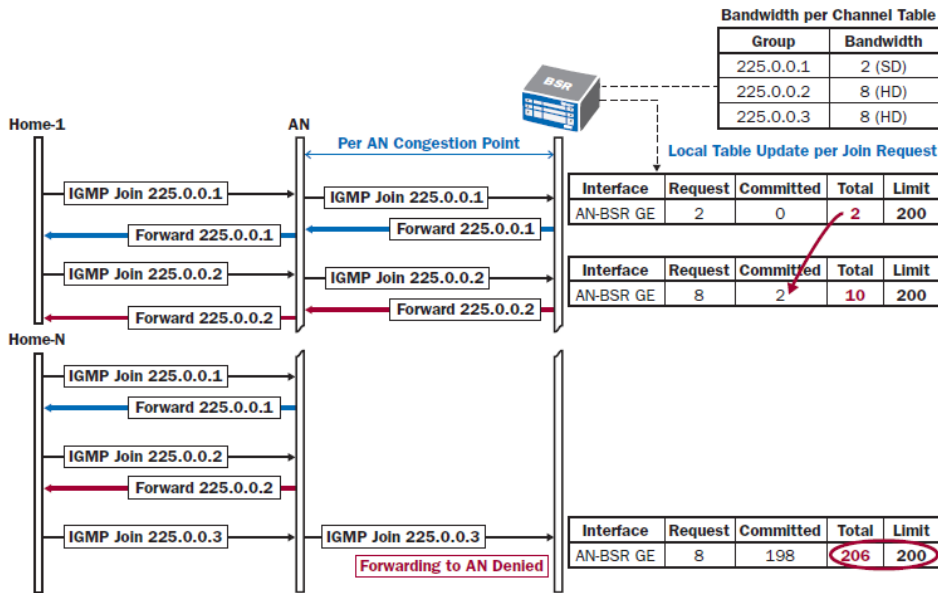 Bandwidth per Channel Table
Group Bandwidth
225.0.0.1 2 (SD)
225.0.0.2 8 (HD)
225.0.0.3 8 (HD)
BSR
Home-1 AN
Per AN Congestion Point
Local Table Update per Join Request
IGMP Join 225.0.0.1
IGMP Join 225.0.0.1
Interface Request Committed Total Limit
AN-BSR GE 2 0 2 200
Forward 225.0.0.1
Forward 225.0.0.1
IGMP Join 225.0.0.2
IGMP Join 225.0.0.2
Interface Request Committed Total Limit
AN-BSR GE 8 2 10 200
Forward 225.0.0.2
Forward 225.0.0.2
Home-N
IGMP Join 225.0.0.1
Forward 225.0.0.1
IGMP Join 225.0.0.2
Forward 225.0.0.2
IGMP Join 225.0.0.3
IGMP Join 225.0.0.3
Forwarding to AN Denied
Interface Request Committed Total Limit
AN-BSR GE 8 198 206 200